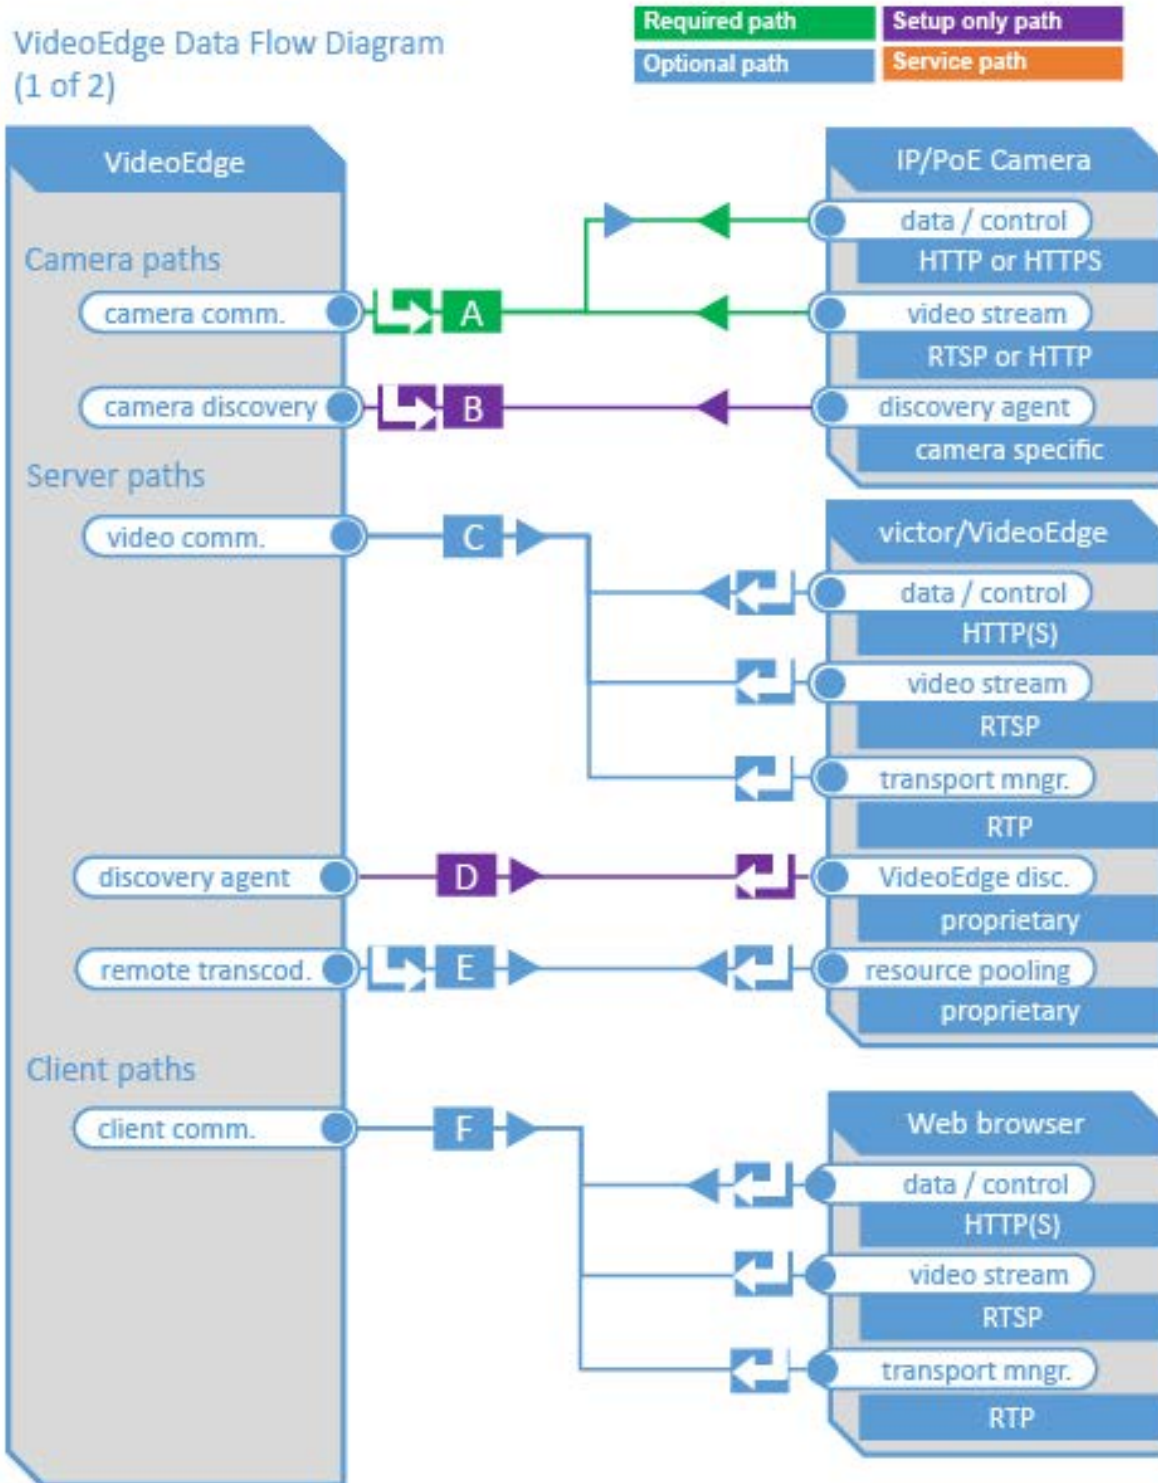 VideoEdge Data Flow Diagram
(1 of 2)
Required path
Setup only path
Optional path
Service path
VideoEdge
Camera paths
camera comm.
A
camera discovery
B
Server paths
video comm.
C
discovery agent
D
remote transcod.
E
Client paths
client comm.
F
IP/PoE Camera
data / control
HTTP or HTTPS
video stream
RTSP or HTTP
discovery agent
camera specific
victor/VideoEdge
data / control
HTTP(S)
video stream
RTSP
transport mngr.
RTP
VideoEdge disc.
proprietary
resource pooling
proprietary
Web browser
data / control
HTTP(S)
video stream
RTSP
transport mngr.
RTP